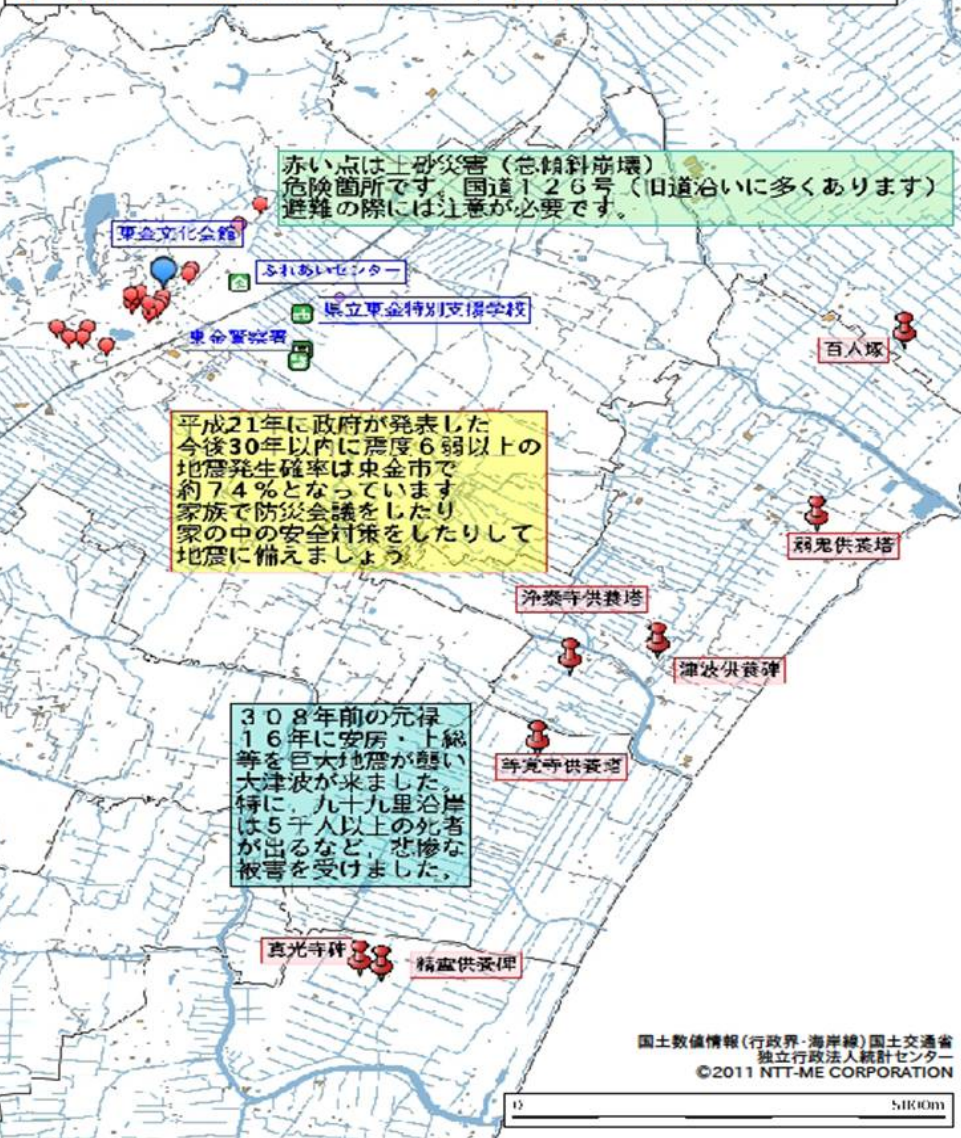 赤い点は土砂災害(急傾斜崩壊)
危険箇所です。国道126号(旧道沿いに多くあります)
避難の際には注意が必要です。
東金文化会館
ふれあいセンター
県立東金特別支援学校
東金警察署
百人塚
平成21年に政府が発表した
今後30年以内に震度6弱以上の
地震発生確率は東金市で
約74%となっています
家族で防災会議をしたり
家の中の安全対策をしたりして
地震に備えましょう
溺鬼供養塔
浄泰寺供養塔
津波供養碑
等覚寺供養塔
308年前の元禄
16年に安房・上総
等を巨大地震が襲い
大津波が来ました。
特に、九十九里沿岸
は5千人以上の死者
が出るなど、悲惨な
被害を受けました。
真光寺碑
精霊供養碑
国土数値情報(行政界・海岸線)国土交通省
独立行政法人統計センター
©2011 NTT-ME CORPORATION
0